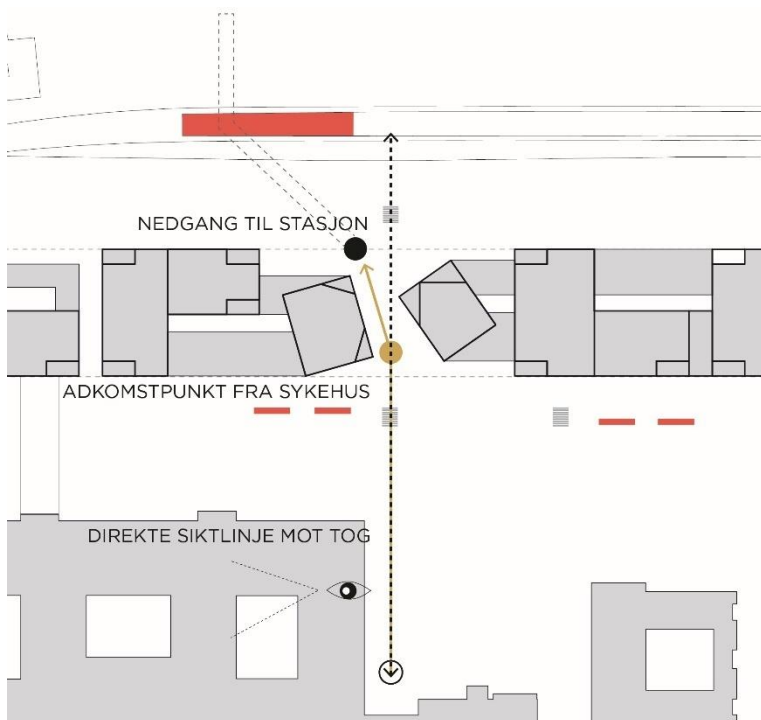 NEDGANG TIL STASJON
ADKOMSTPUNKT FRA SYKEHUS
DIREKTE SIKTLINJE MOT TOG